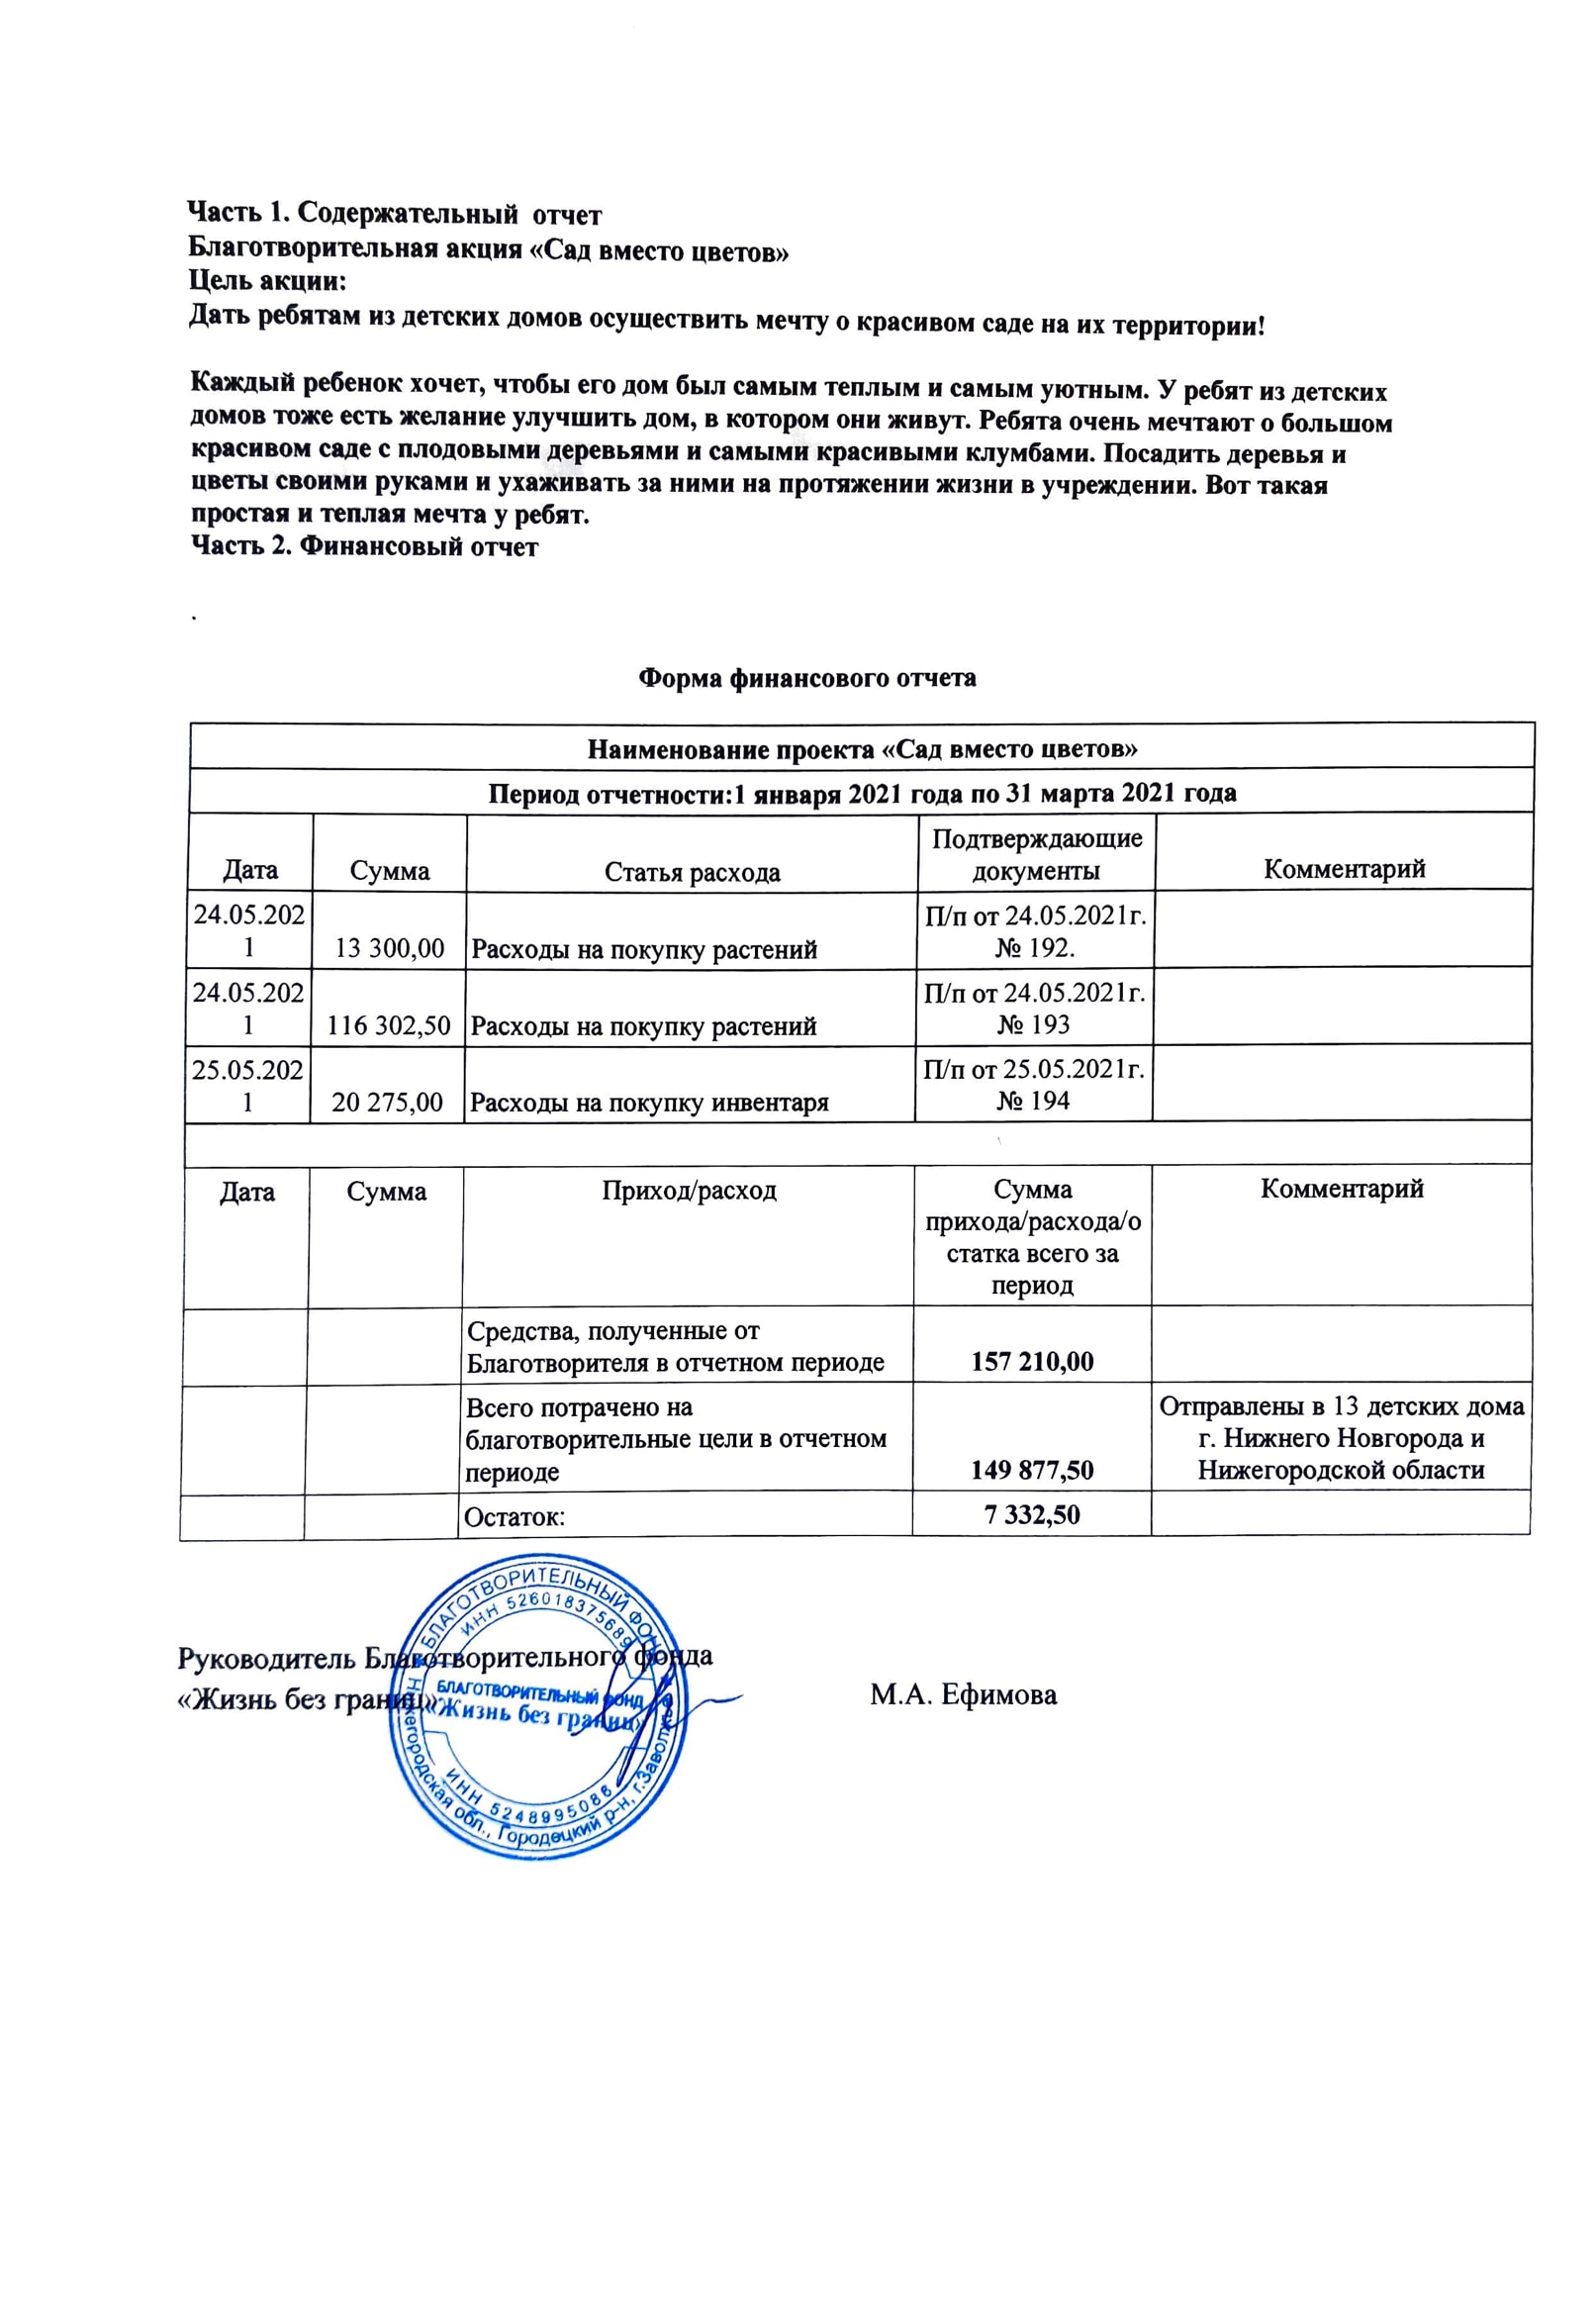 Часть 1. Содержательный отчет
Благотворительная акция «Сад вместо цветов»
Цель акции:
Дать ребятам из детских домов осуществить мечту о красивом саде на их территории!
Каждый ребенок хочет, чтобы его дом был самым теплым и самым уютным. У ребят из детских
домов тоже есть желание улучшить дом, в котором они живут. Ребята очень мечтают о большом
красивом саде с плодовыми деревьями и самыми красивыми клумбами. Посадить деревья и
цветы своими руками и ухаживать за ними на протяжении жизни в учреждении. Вот такая
простая и теплая мечта у ребят.
Часть 2. Финансовый отчет
.
Форма финансового отчета
Наименование проекта «Сад вместо цветов»
Период отчетности:1 января 2021 года по 31 марта 2021 года
Дата Сумма Статья расхода Подтверждающие документы Комментарий
24.05.2021 13 300,00 Расходы на покупку растений П/п от 24.05.2021г. № 192.
24.05.2021 116 302,50 Расходы на покупку растений П/п от 24.05.2021г. № 193
25.05.2021 20 275,00 Расходы на покупку инвентаря П/п от 25.05.2021г. № 194
Дата Сумма Приход/расход Сумма прихода/расхода/остатка всего за период Комментарий
Средства, полученные от Благотворителя в отчетном периоде 157 210,00
Всего потрачено на благотворительные цели в отчетном периоде 149 877,50 Отправлены в 13 детских дома г. Нижнего Новгорода и Нижегородской области
Остаток: 7 332,50
Руководитель Благотворительного фонда
«Жизнь без границ»
М.А. Ефимова
БЛАГОТВОРИТЕЛЬНЫЙ ФОНД
ИНН 526018375689
БЛАГОТВОРИТЕЛЬНЫЙ ФОНД
«Жизнь без границ»
ИНН 5248995086
Нижегородская обл., Городецкий р-н, г.Заволжье